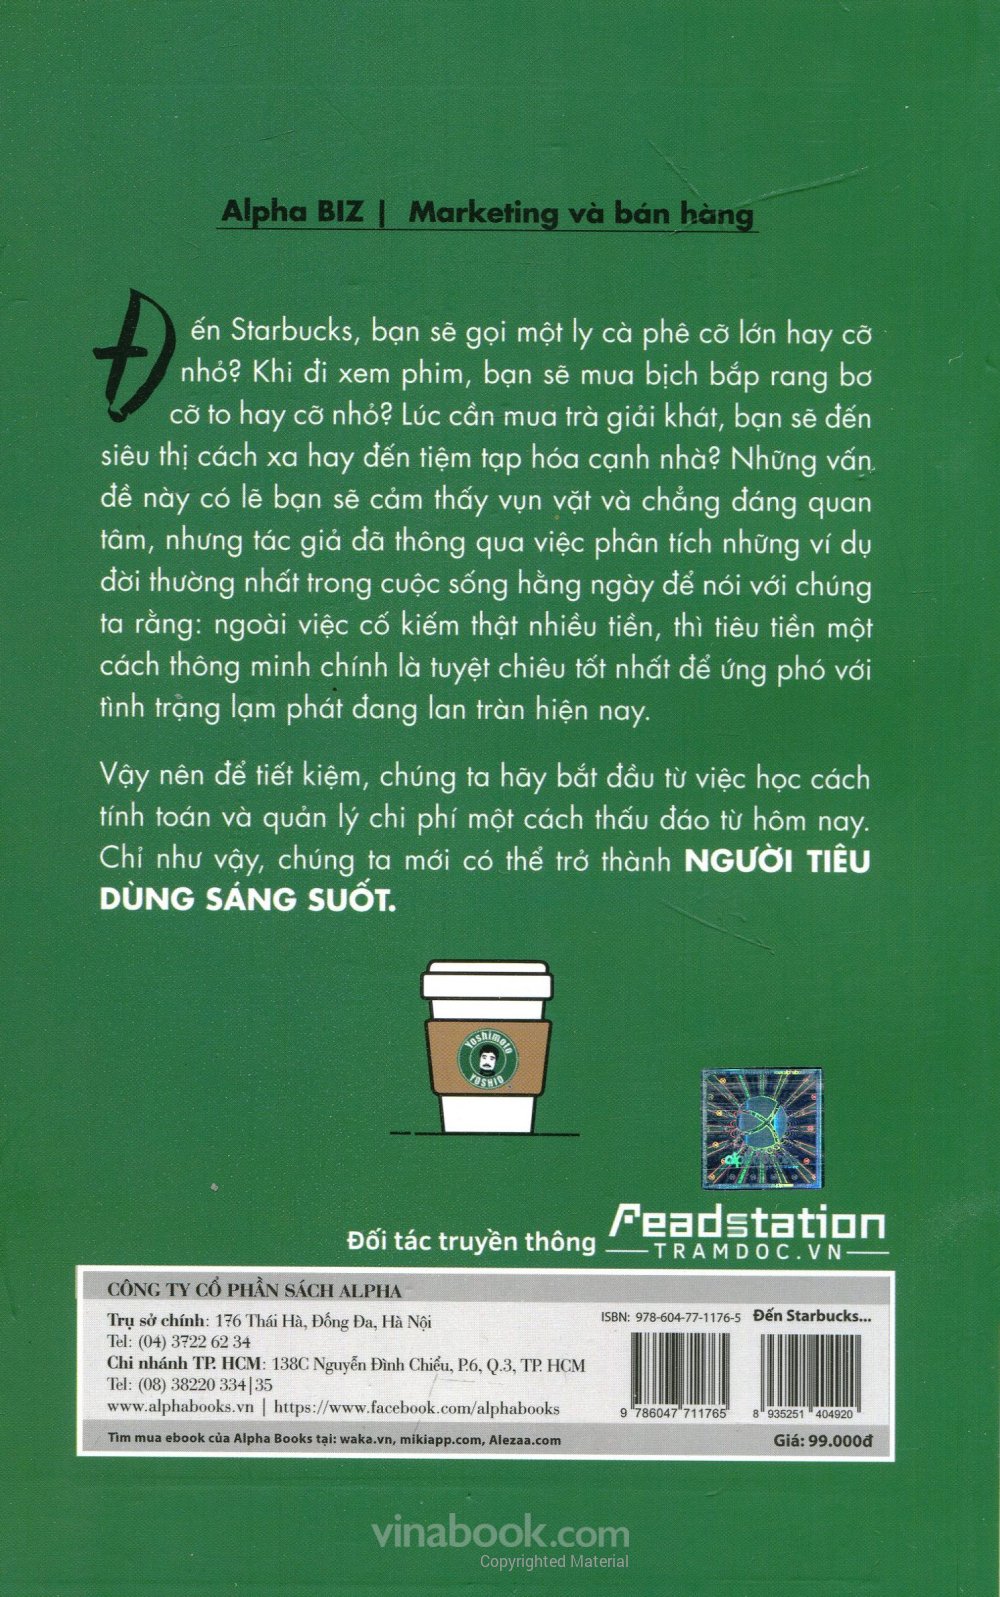 Alpha BIZ | Marketing và bán hàng
Đến Starbucks, bạn sẽ gọi một ly cà phê cỡ lớn hay cỡ
nhỏ? Khi đi xem phim, bạn sẽ mua bịch bắp rang bơ
cỡ to hay cỡ nhỏ? Lúc cần mua trà giải khát, bạn sẽ đến
siêu thị cách xa hay đến tiệm tạp hóa cạnh nhà? Những vấn
đề này có lẽ bạn sẽ cảm thấy vụn vặt và chẳng đáng quan
tâm, nhưng tác giả đã thông qua việc phân tích những ví dụ
đời thường nhất trong cuộc sống hằng ngày để nói với chúng
ta rằng: ngoài việc cố kiếm thật nhiều tiền, thì tiêu tiền một
cách thông minh chính là tuyệt chiêu tốt nhất để ứng phó với
tình trạng lạm phát đang lan tràn hiện nay.
Vậy nên để tiết kiệm, chúng ta hãy bắt đầu từ việc học cách
tính toán và quản lý chi phí một cách thấu đáo từ hôm nay.
Chỉ như vậy, chúng ta mới có thể trở thành NGƯỜI TIÊU
DÙNG SÁNG SUỐT.
Yoshimoto
YOSHIO
Đối tác truyền thông
Readstation
TRAMDOC.VN
CÔNG TY CỔ PHẦN SÁCH ALPHA
Trụ sở chính: 176 Thái Hà, Đống Đa, Hà Nội
Tel: (04) 3722 62 34
Chi nhánh TP. HCM: 138C Nguyễn Đình Chiểu, P.6, Q.3, TP. HCM
Tel: (08) 38220 334|35
www.alphabooks.vn | https://www.facebook.com/alphabooks
Tìm mua ebook của Alpha Books tại: waka.vn, mikiapp.com, Alezaa.com
ISBN: 978-604-77-1176-5
Đến Starbucks...
9 786047 711765
8 935251 404920
Giá: 99.000đ
vinabook.com
Copyrighted Material